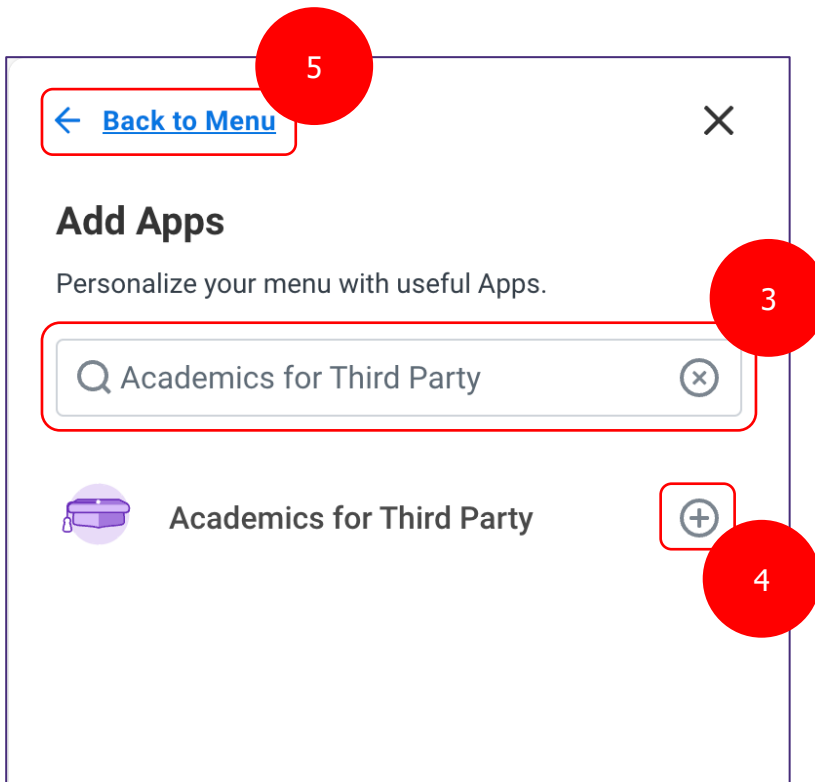 5
Back to Menu
Add Apps
Personalize your menu with useful Apps.
3
Academics for Third Party
Academics for Third Party
4